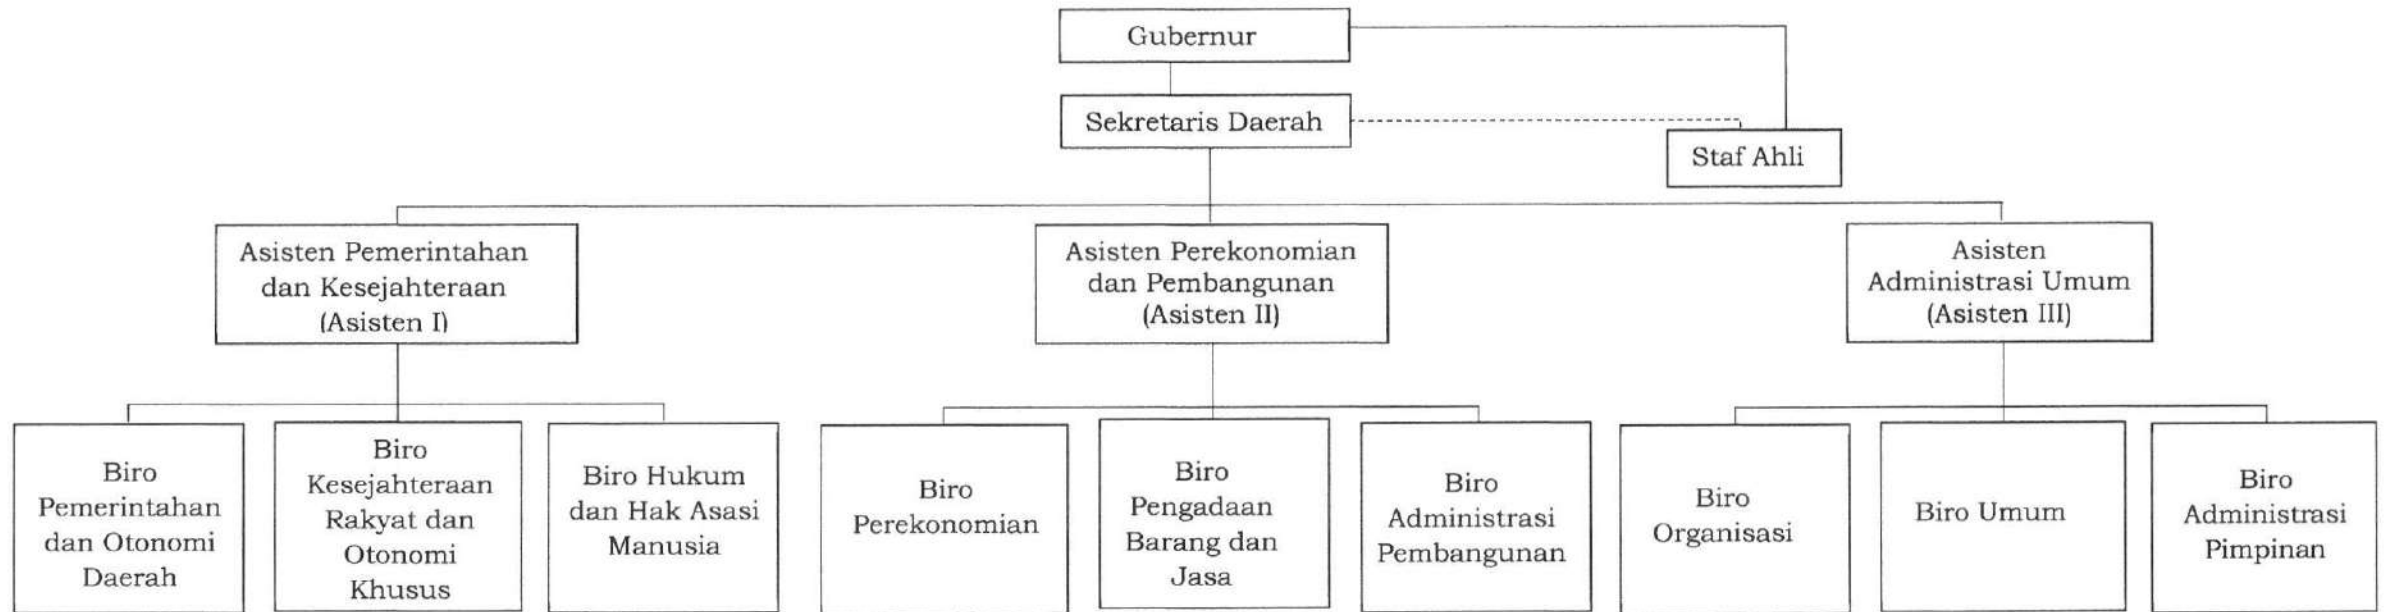 Gubernur
Sekretaris Daerah
Staf Ahli
Asisten Pemerintahan
dan Kesejahteraan
(Asisten I)
Asisten Perekonomian
dan Pembangunan
(Asisten II)
Asisten
Administrasi Umum
(Asisten III)
Biro
Pemerintahan
dan Otonomi
Daerah
Biro
Kesejahteraan
Rakyat dan
Otonomi
Khusus
Biro Hukum
dan Hak Asasi
Manusia
Biro
Perekonomian
Biro
Pengadaan
Barang dan
Jasa
Biro
Administrasi
Pembangunan
Biro
Organisasi
Biro Umum
Biro
Administrasi
Pimpinan